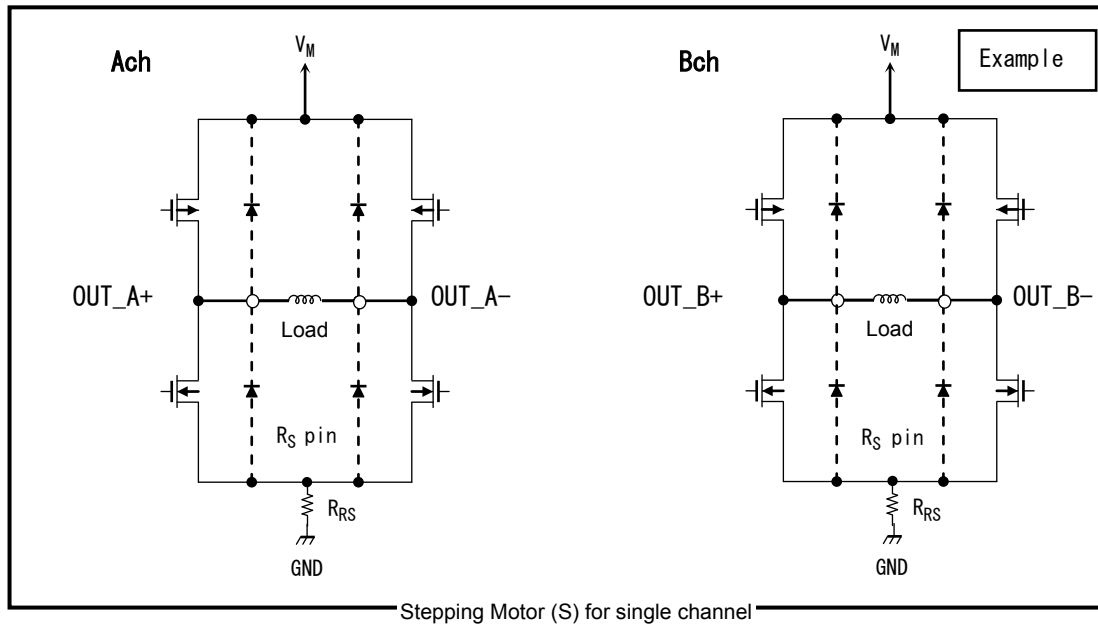 Ach
V_M
Bch
V_M
Example
OUT_A+
OUT_A-
Load
OUT_B+
OUT_B-
Load
R_S pin
R_S pin
R_RS
R_RS
GND
GND
Stepping Motor (S) for single channel